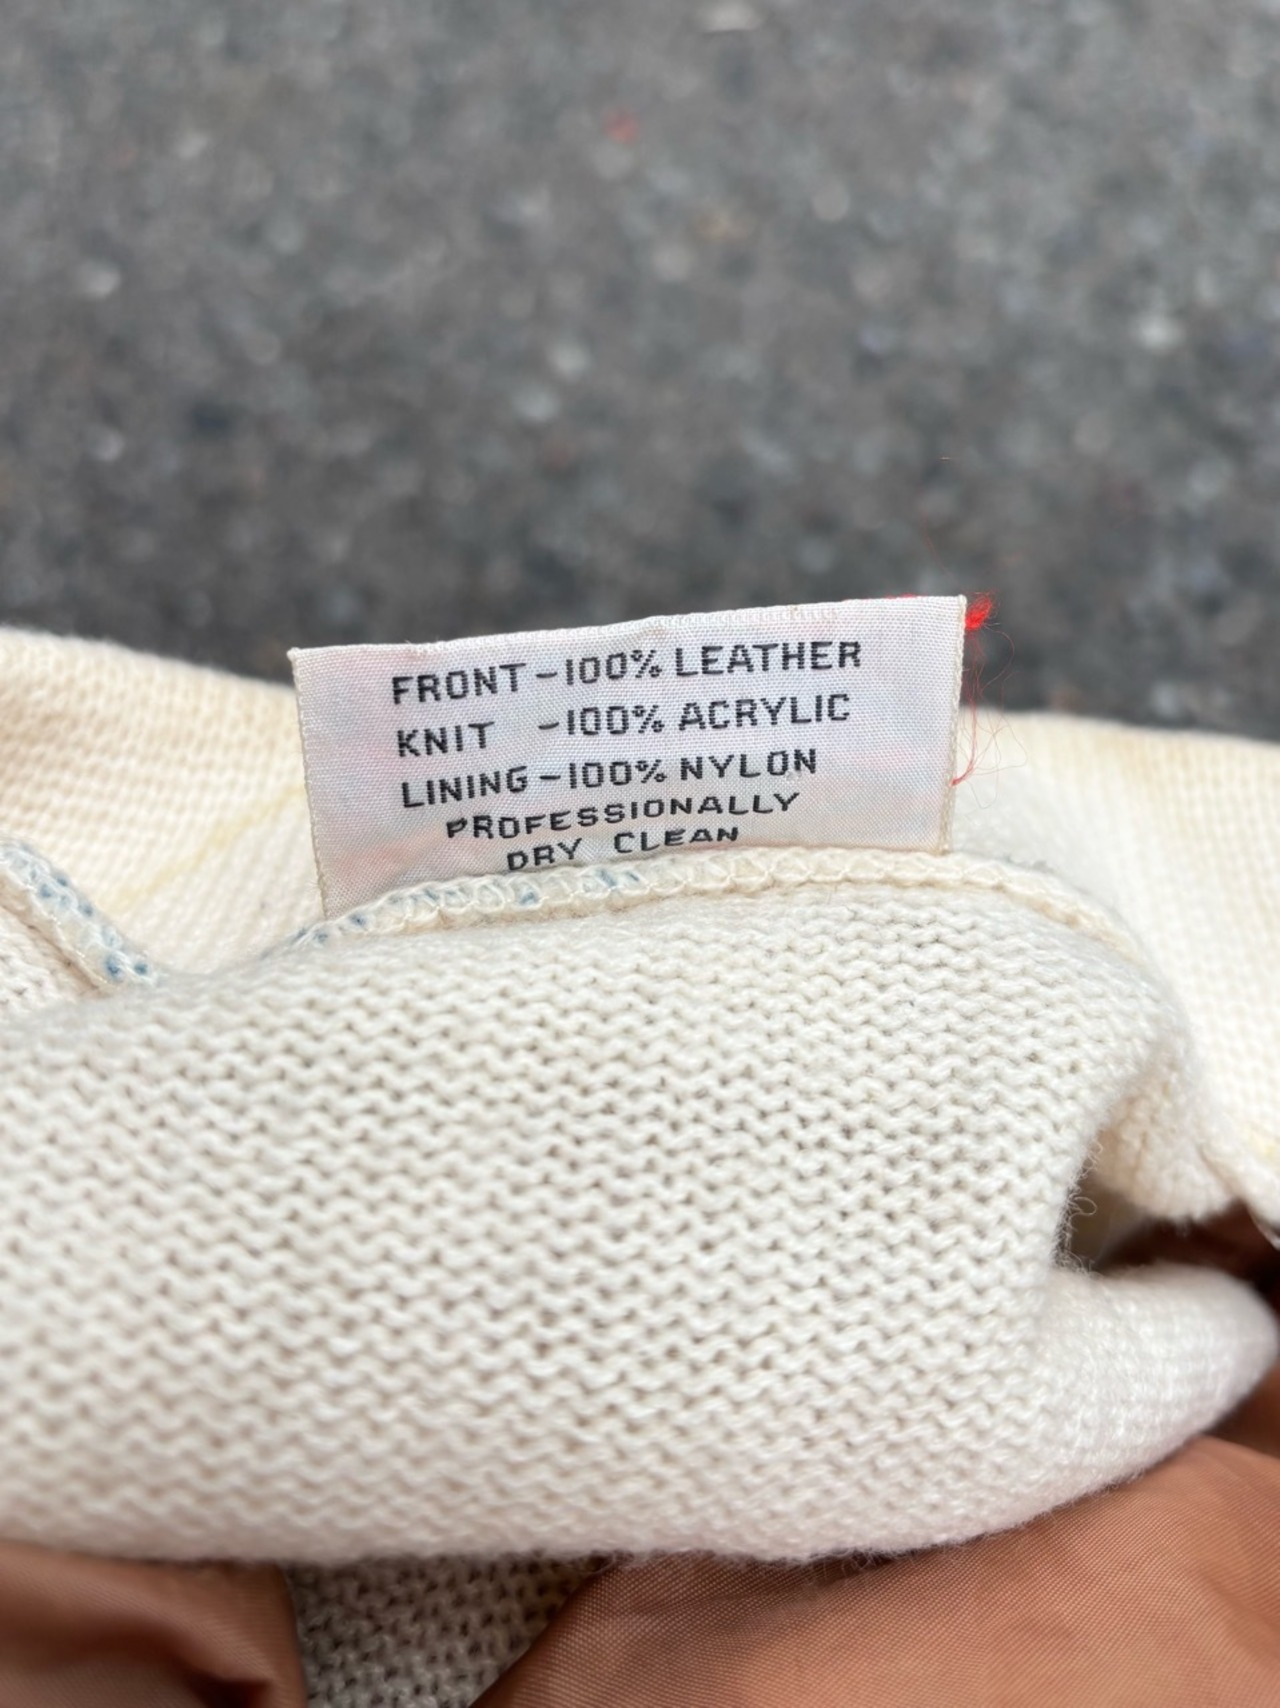 FRONT-100% LEATHER
KNIT -100% ACRYLIC
LINING-100% NYLON
PROFESSIONALLY
DRY CLEAN